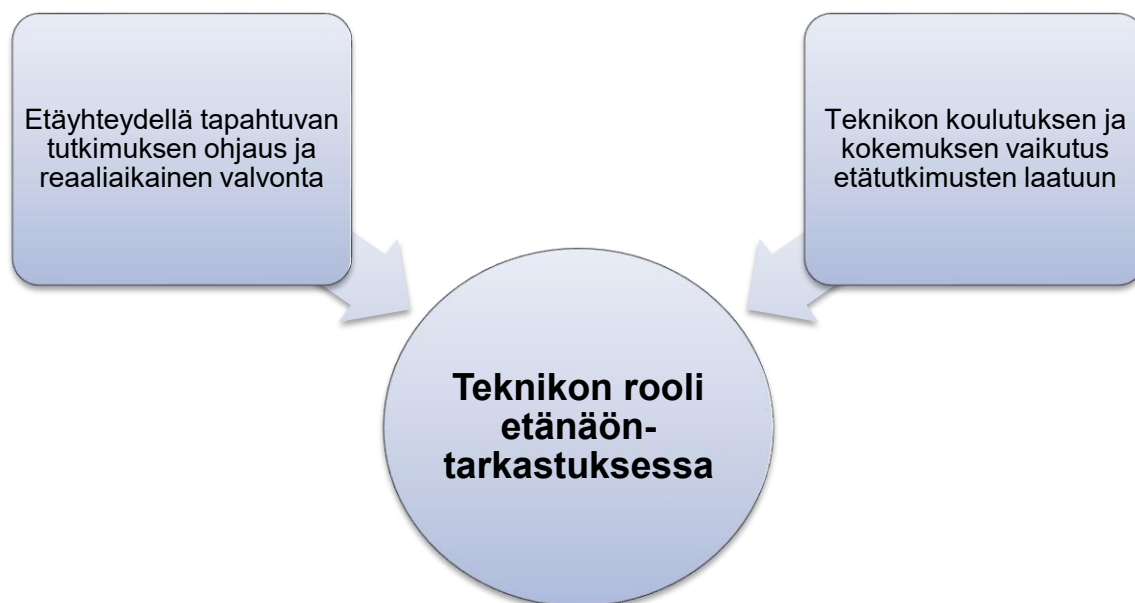 Etäyhteydellä tapahtuvan
tutkimuksen ohjaus ja
reaaliaikainen valvonta
Teknikon koulutuksen ja
kokemuksen vaikutus
etätutkimusten laatuun
Teknikon rooli
etänäön-
tarkastuksessa